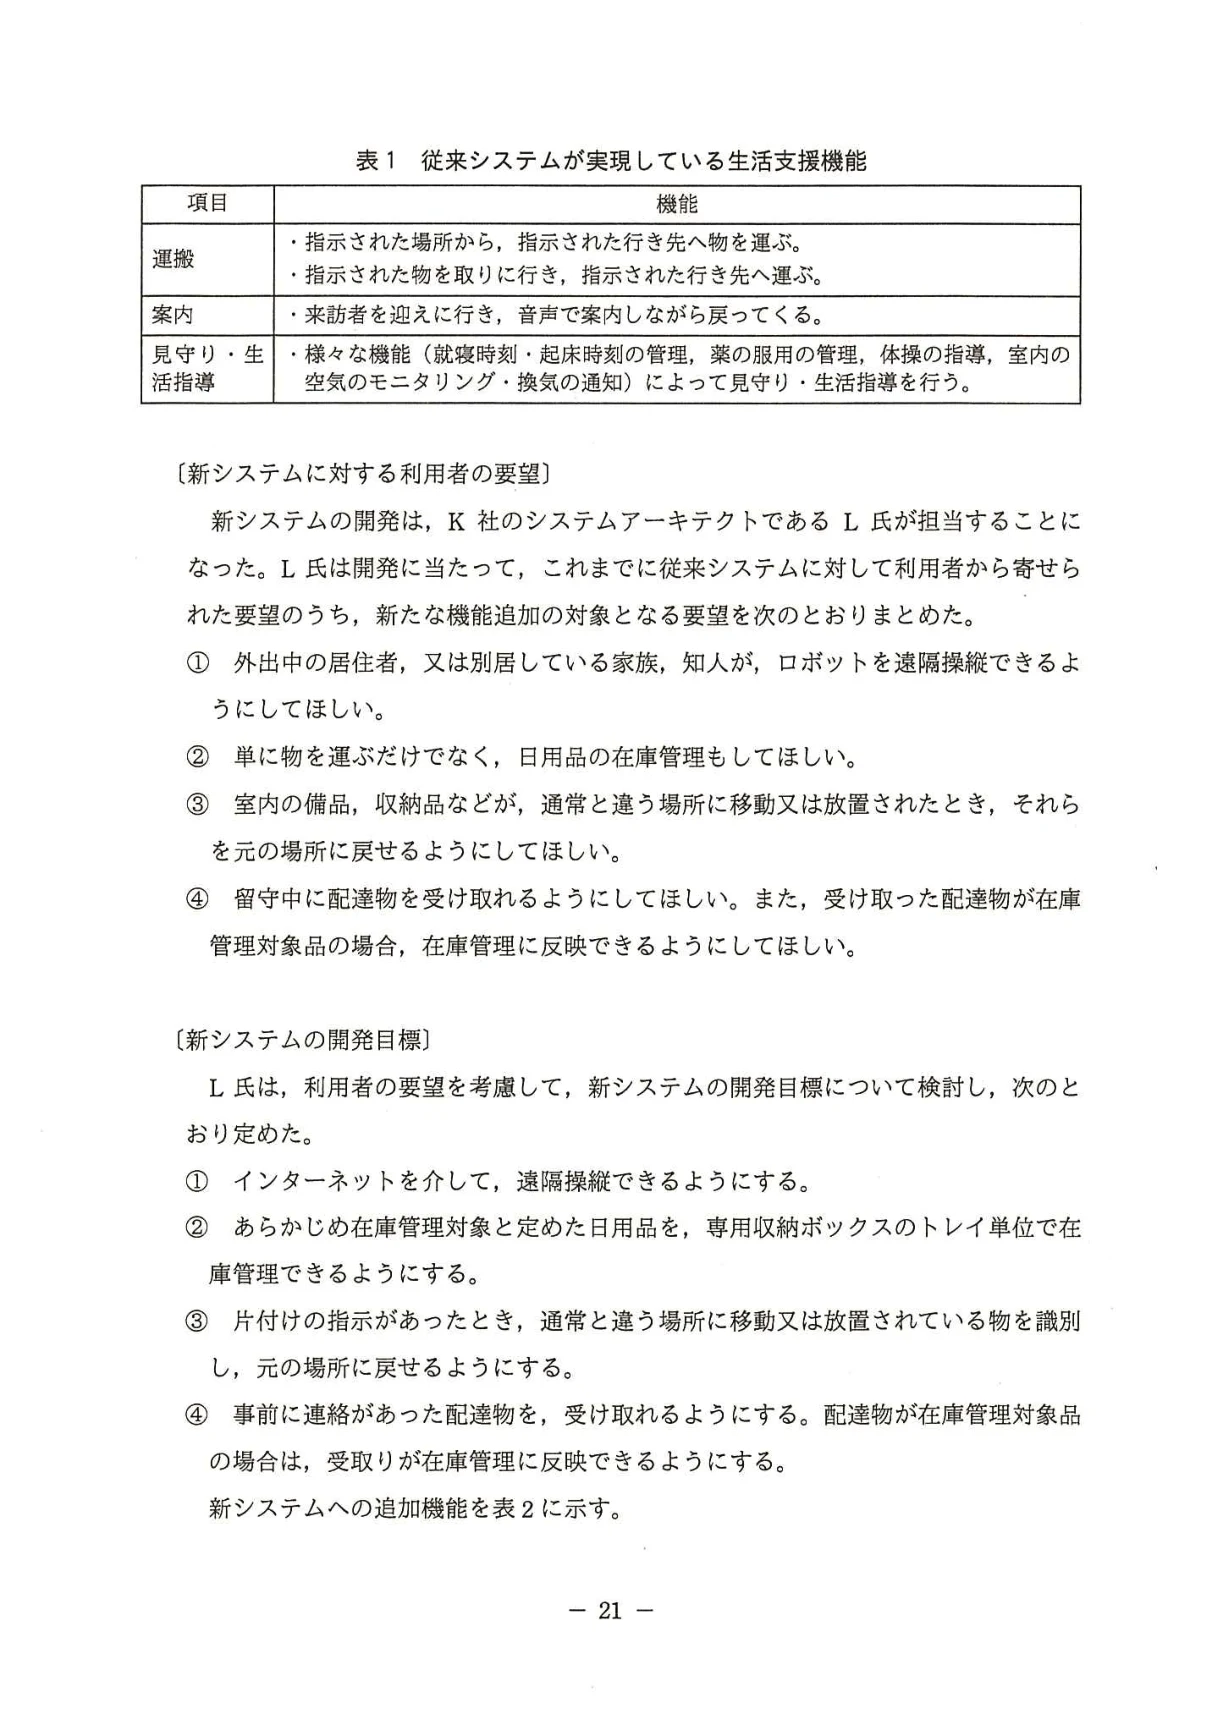 表1 従来システムが実現している生活支援機能
項目 機能
運搬 ・指示された場所から，指示された行き先へ物を運ぶ。
・指示された物を取りに行き，指示された行き先へ運ぶ。
案内 ・来訪者を迎えに行き，音声で案内しながら戻ってくる。
見守り・生 ・様々な機能（就寝時刻・起床時刻の管理，薬の服用の管理，体操の指導，室内の
活指導 空気のモニタリング・換気の通知）によって見守り・生活指導を行う。
〔新システムに対する利用者の要望〕
新システムの開発は，K 社のシステムアーキテクトである L 氏が担当することに
なった。L 氏は開発に当たって，これまでに従来システムに対して利用者から寄せら
れた要望のうち，新たな機能追加の対象となる要望を次のとおりまとめた。
① 外出中の居住者，又は別居している家族，知人が，ロボットを遠隔操縦できるよ
うにしてほしい。
② 単に物を運ぶだけでなく，日用品の在庫管理もしてほしい。
③ 室内の備品，収納品などが，通常と違う場所に移動又は放置されたとき，それら
を元の場所に戻せるようにしてほしい。
④ 留守中に配達物を受け取れるようにしてほしい。また，受け取った配達物が在庫
管理対象品の場合，在庫管理に反映できるようにしてほしい。
〔新システムの開発目標〕
L 氏は，利用者の要望を考慮して，新システムの開発目標について検討し，次のと
おり定めた。
① インターネットを介して，遠隔操縦できるようにする。
② あらかじめ在庫管理対象と定めた日用品を，専用収納ボックスのトレイ単位で在
庫管理できるようにする。
③ 片付けの指示があったとき，通常と違う場所に移動又は放置されている物を識別
し，元の場所に戻せるようにする。
④ 事前に連絡があった配達物を，受け取れるようにする。配達物が在庫管理対象品
の場合は，受取りが在庫管理に反映できるようにする。
新システムへの追加機能を表2に示す。
－ 21 －